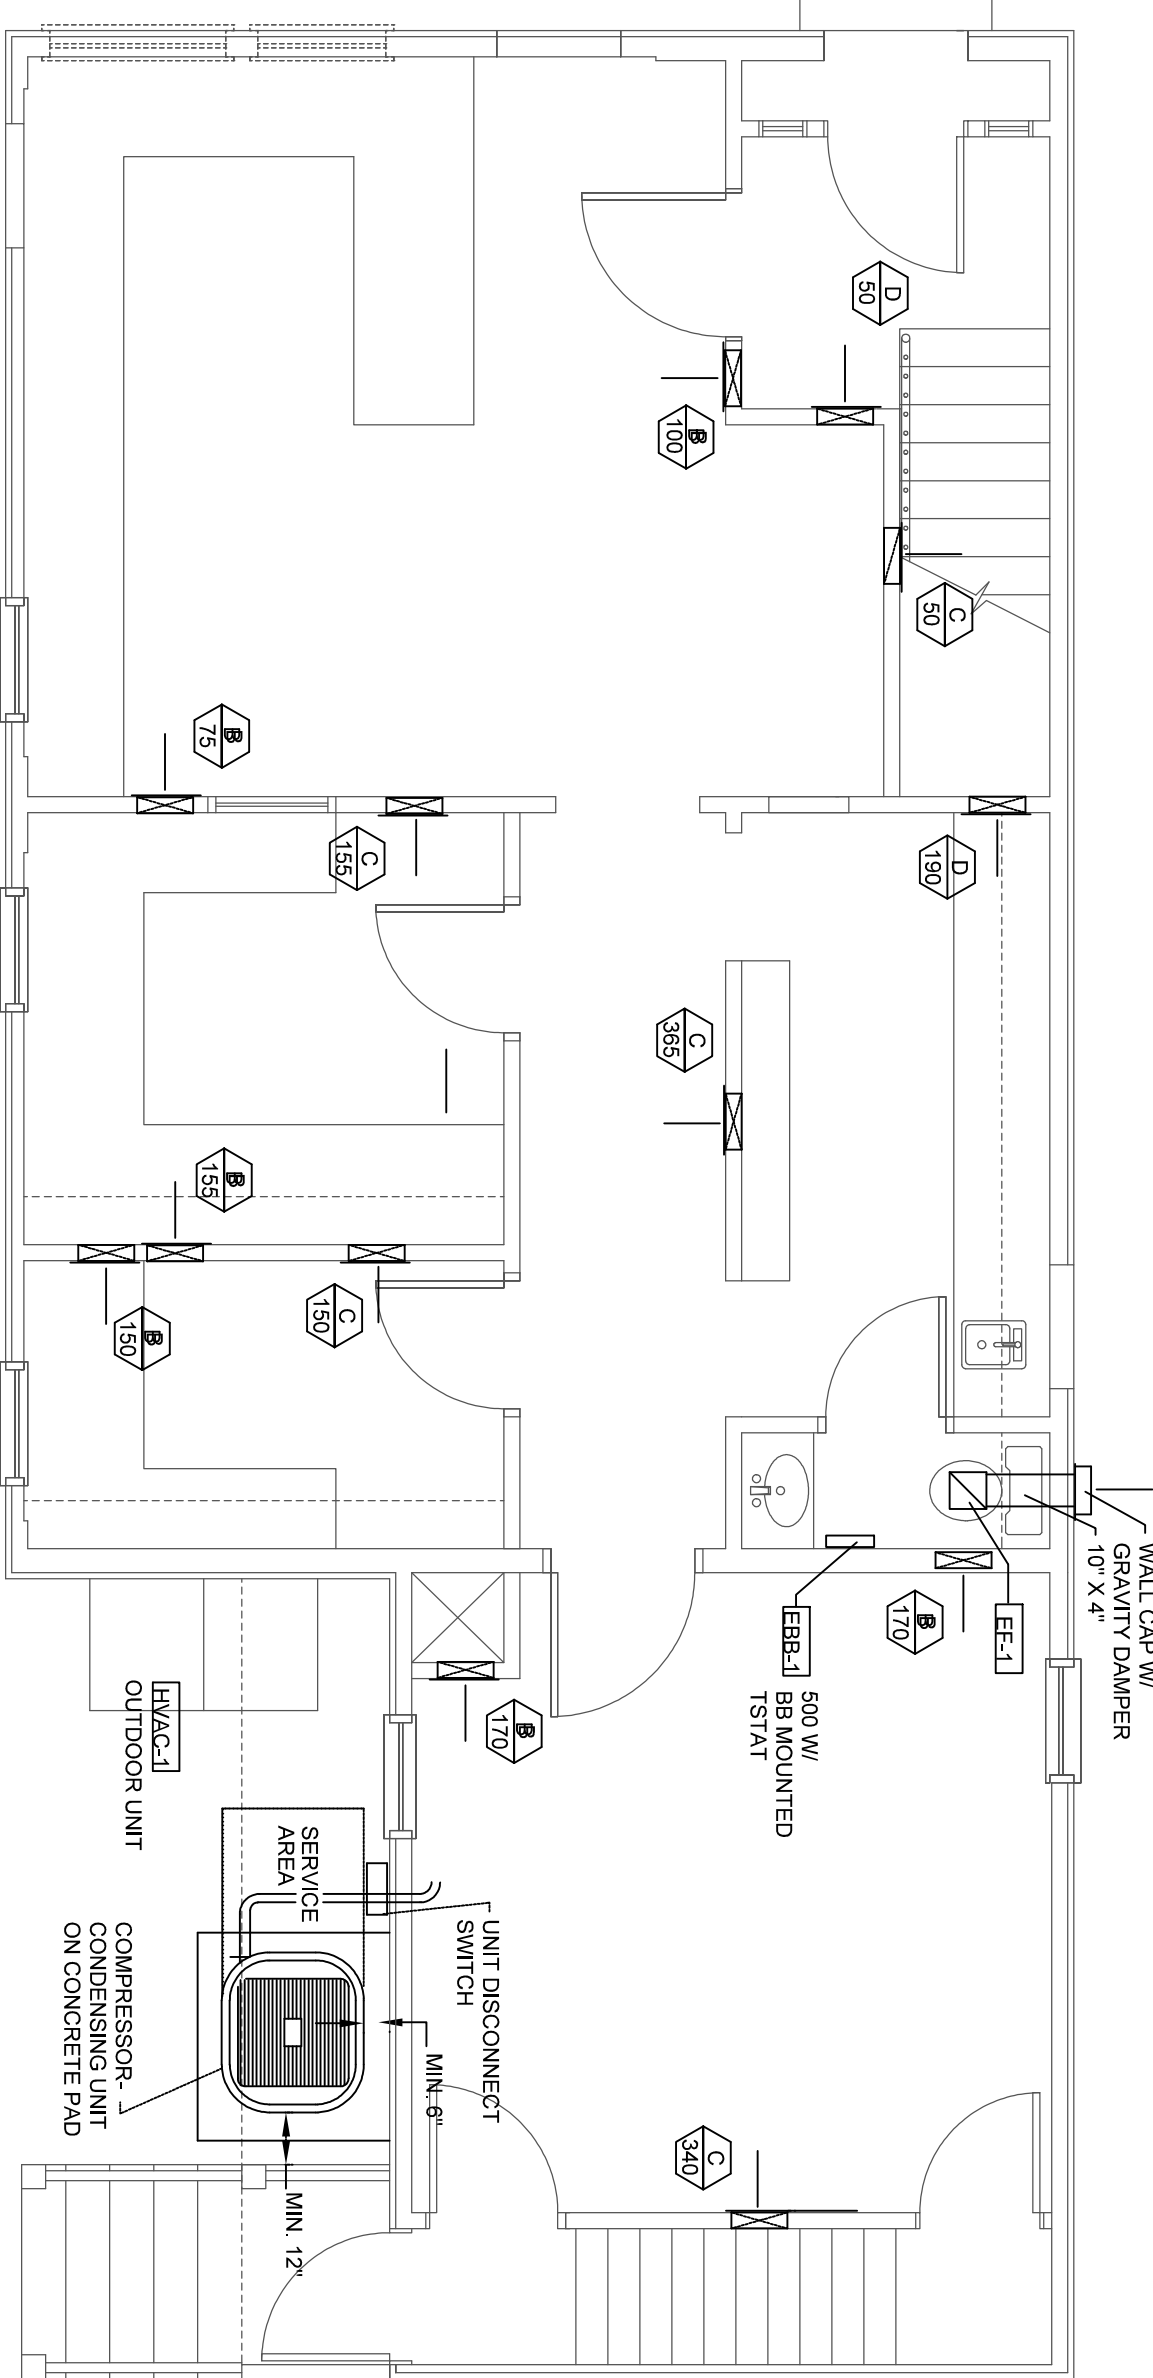 D
50
B
100
C
50
B
75
C
155
D
190
C
365
B
155
B
150
C
150
WALL CAP W/
GRAVITY DAMPER
10" X 4"
EF-1
B
170
EBB-1
500 W/
BB MOUNTED
TSTAT
B
170
HVAC-1
OUTDOOR UNIT
SERVICE
AREA
UNIT DISCONNECT
SWITCH
COMPRESSOR-
CONDENSING UNIT
ON CONCRETE PAD
MIN. 6"
MIN. 12"
C
340